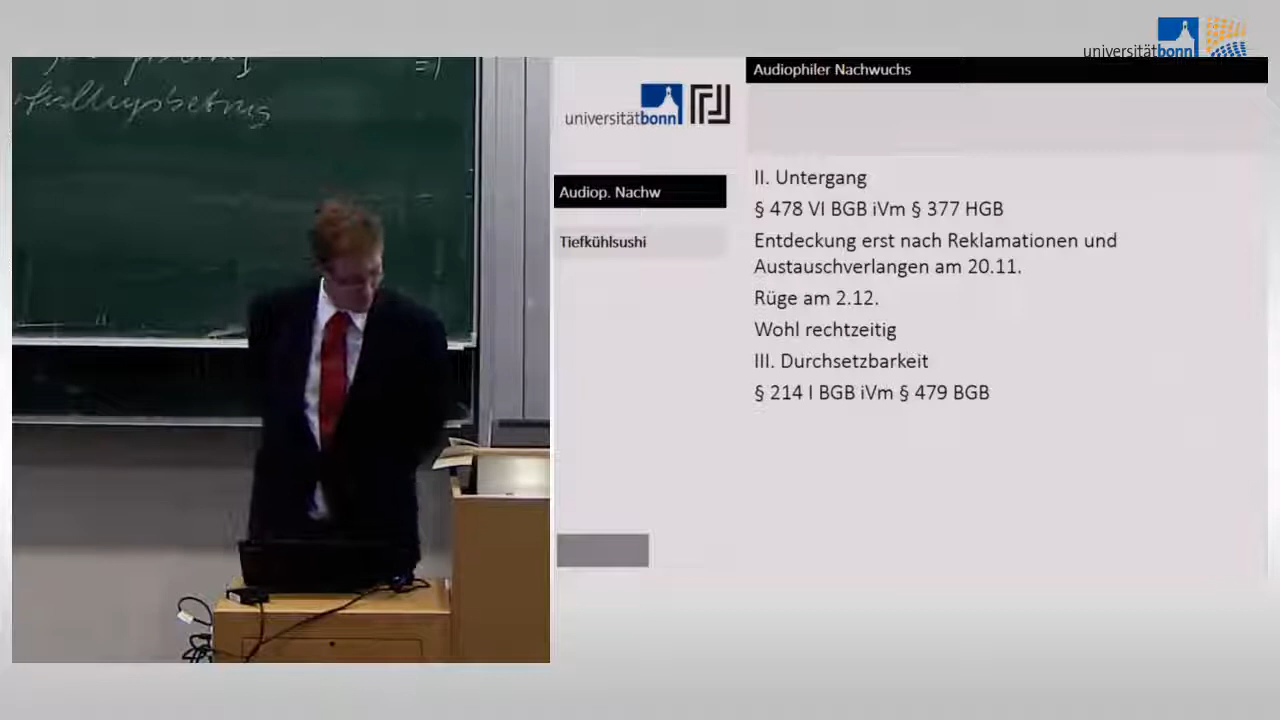 universitätbonn
Audiophiler Nachwuchs
universitätbonn
Audiop. Nachw
Tiefkühlsushi
II. Untergang
§ 478 VI BGB iVm § 377 HGB
Entdeckung erst nach Reklamationen und
Austauschverlangen am 20.11.
Rüge am 2.12.
Wohl rechtzeitig
III. Durchsetzbarkeit
§ 214 I BGB iVm § 479 BGB